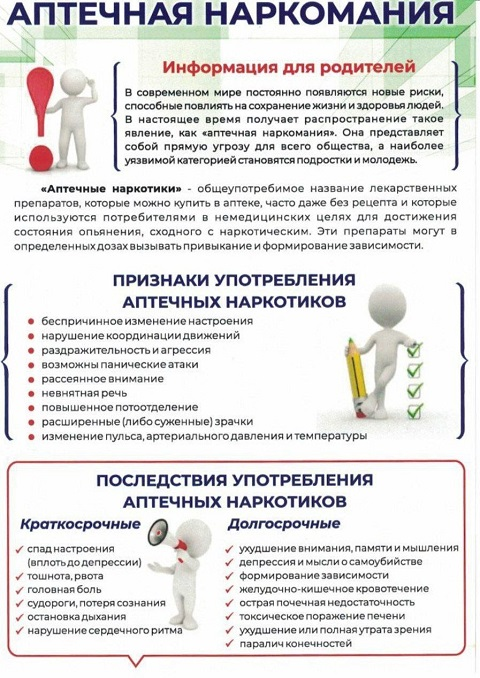 АПТЕЧНАЯ НАРКОМАНИЯ
Информация для родителей
В современном мире постоянно появляются новые риски,
способные повлиять на сохранение жизни и здоровья людей.
В настоящее время получает распространение такое
явление, как «аптечная наркомания». Она представляет
собой прямую угрозу для всего общества, а наиболее
уязвимой категорией становятся подростки и молодежь.
«Аптечные наркотики» - общеупотребимое название лекарственных
препаратов, которые можно купить в аптеке, часто даже без рецепта и которые
используются потребителями в немедицинских целях для достижения
состояния опьянения, сходного с наркотическим. Эти препараты могут в
определенных дозах вызывать привыкание и формирование зависимости.
ПРИЗНАКИ УПОТРЕБЛЕНИЯ
АПТЕЧНЫХ НАРКОТИКОВ
беспричинное изменение настроения
нарушение координации движений
раздражительность и агрессия
возможны панические атаки
рассеянное внимание
невнятная речь
повышенное потоотделение
расширенные (либо суженные) зрачки
изменение пульса, артериального давления и температуры
ПОСЛЕДСТВИЯ УПОТРЕБЛЕНИЯ
АПТЕЧНЫХ НАРКОТИКОВ
Краткосрочные
спад настроения
(вплоть до депрессии)
тошнота, рвота
головная боль
судороги, потеря сознания
остановка дыхания
нарушение сердечного ритма
Долгосрочные
ухудшение внимания, памяти и мышления
депрессия и мысли о самоубийстве
формирование зависимости
желудочно-кишечное кровотечение
острая почечная недостаточность
токсическое поражение печени
ухудшение или полная утрата зрения
паралич конечностей